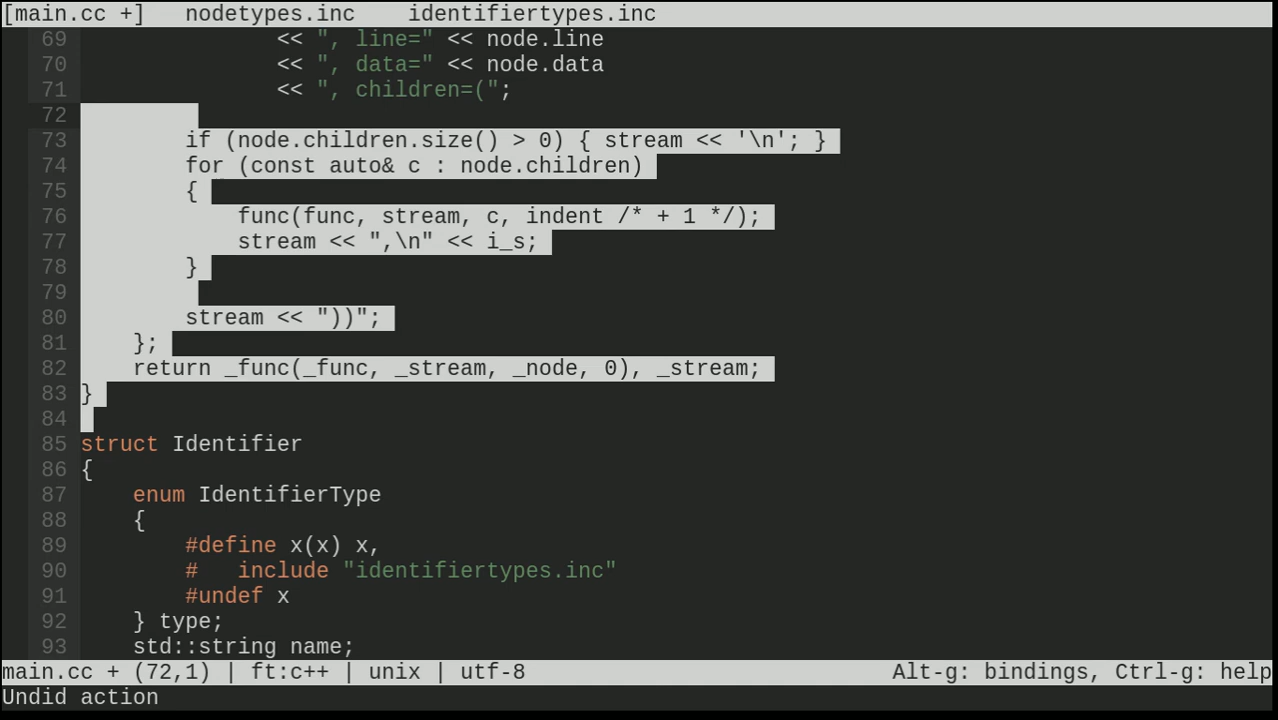 [main.cc +]   nodetypes.inc    identifiertypes.inc
69                << ", line=" << node.line
70                << ", data=" << node.data
71                << ", children=(";
72
73         if (node.children.size() > 0) { stream << '\n'; }
74         for (const auto& c : node.children)
75         {
76             func(func, stream, c, indent /* + 1 */);
77             stream << ",\n" << i_s;
78         }
79
80         stream << "))";
81     };
82     return _func(_func, _stream, _node, 0), _stream;
83 }
84
85 struct Identifier
86 {
87     enum IdentifierType
88     {
89         #define x(x) x,
90         #   include "identifiertypes.inc"
91         #undef x
92     } type;
93     std::string name;
main.cc + (72,1) | ft:c++ | unix | utf-8    Alt-g: bindings, Ctrl-g: help
Undid action